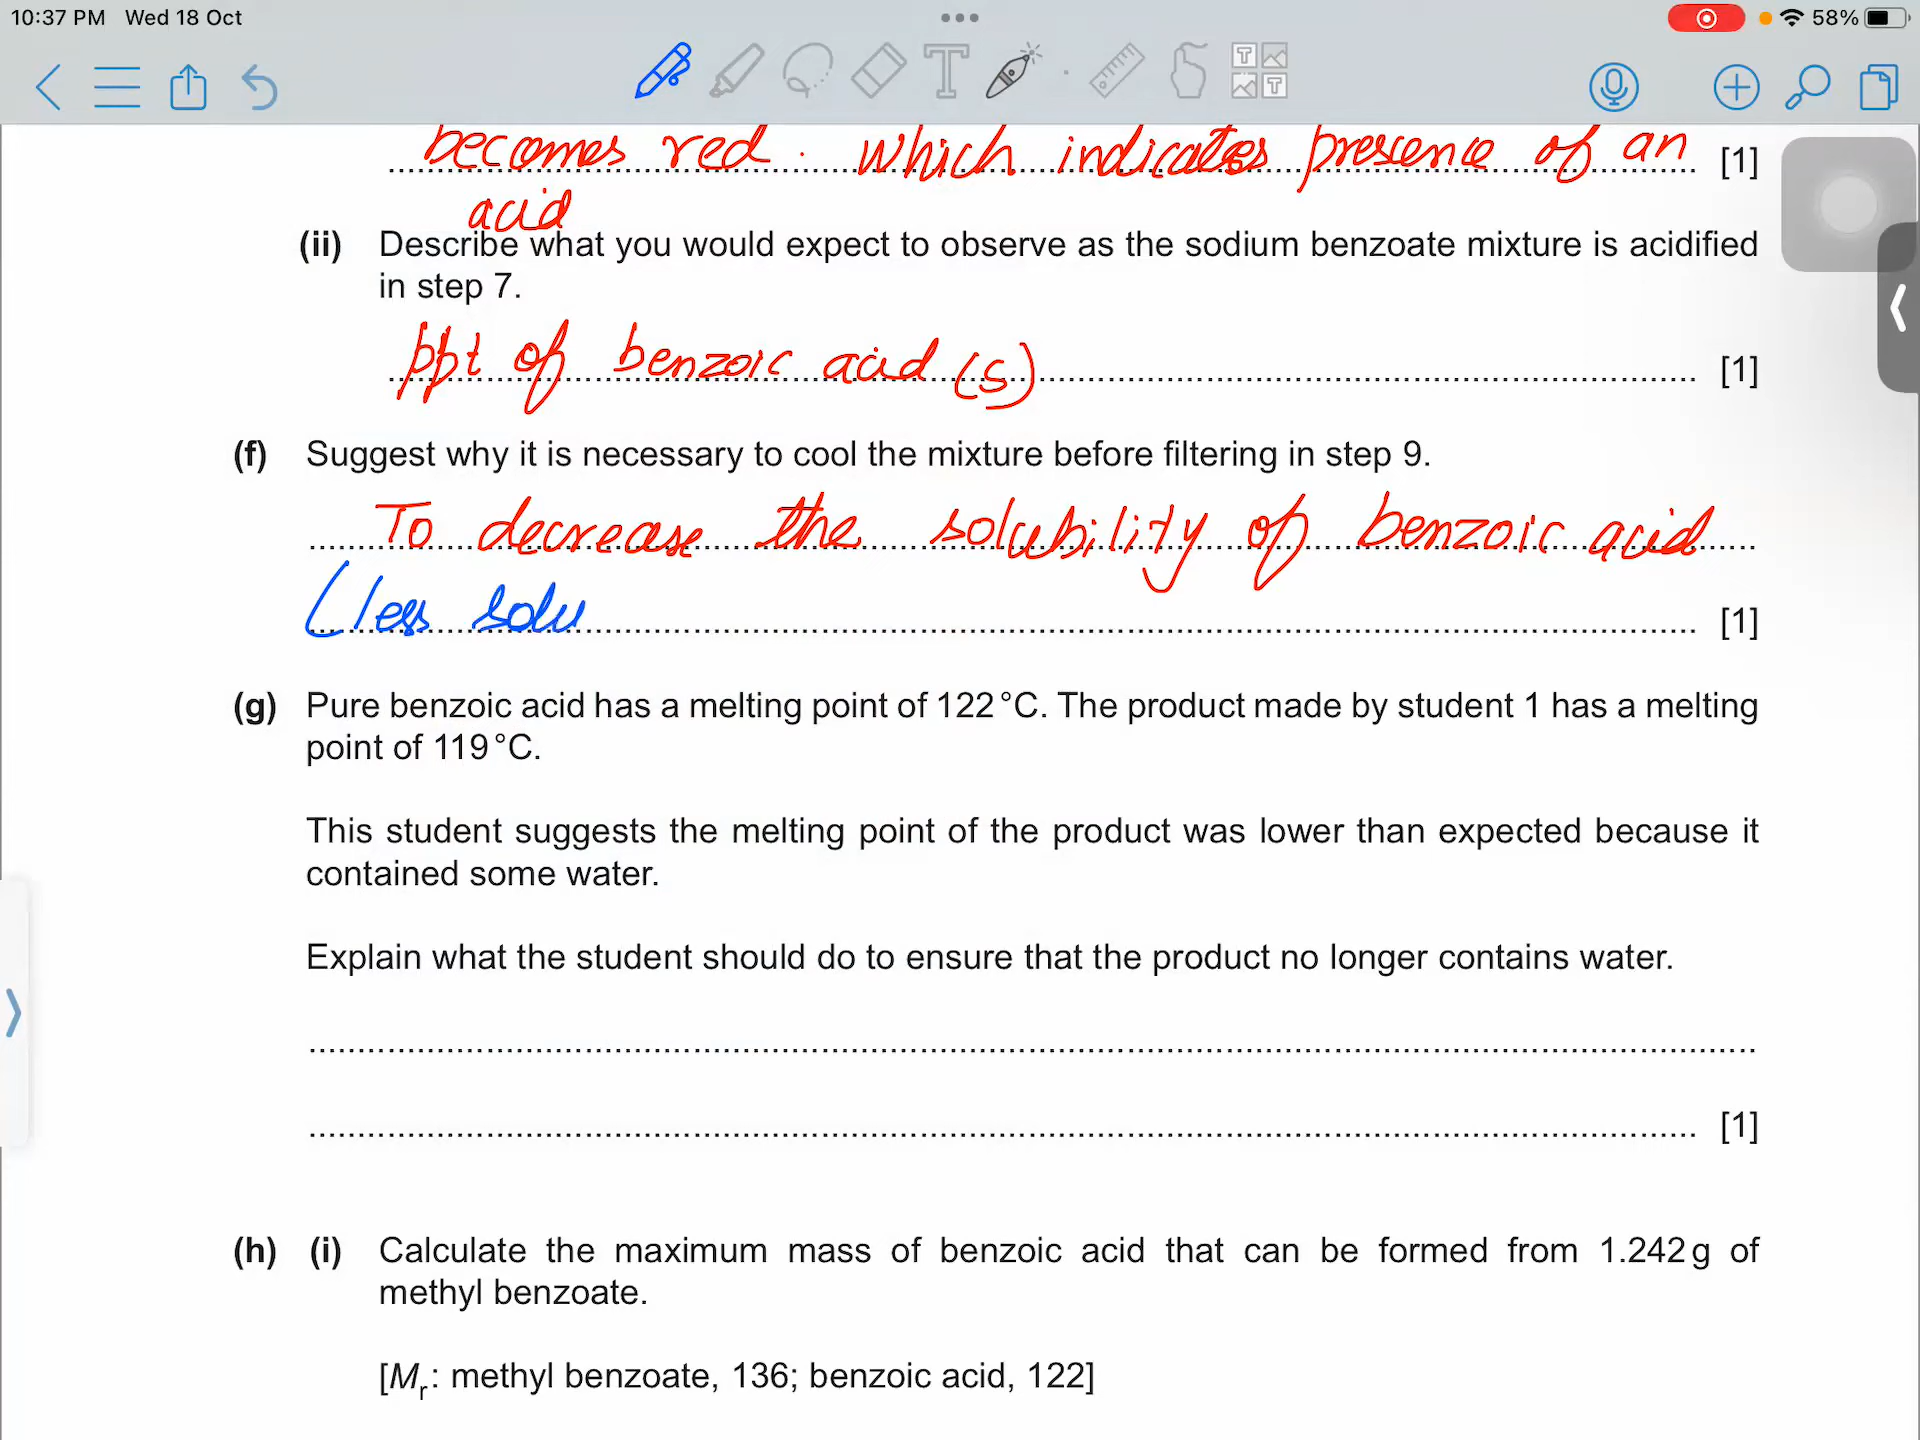 10:37 PM Wed 18 Oct
58%
becomes red. which indicates presence of an [1]
acid
(ii) Describe what you would expect to observe as the sodium benzoate mixture is acidified
in step 7.
ppt of benzoic acid (s) [1]
(f) Suggest why it is necessary to cool the mixture before filtering in step 9.
To decrease the solubility of benzoic acid
(less solu [1]
(g) Pure benzoic acid has a melting point of 122 °C. The product made by student 1 has a melting
point of 119 °C.
This student suggests the melting point of the product was lower than expected because it
contained some water.
Explain what the student should do to ensure that the product no longer contains water.
[1]
(h) (i) Calculate the maximum mass of benzoic acid that can be formed from 1.242 g of
methyl benzoate.
[Mr: methyl benzoate, 136; benzoic acid, 122]